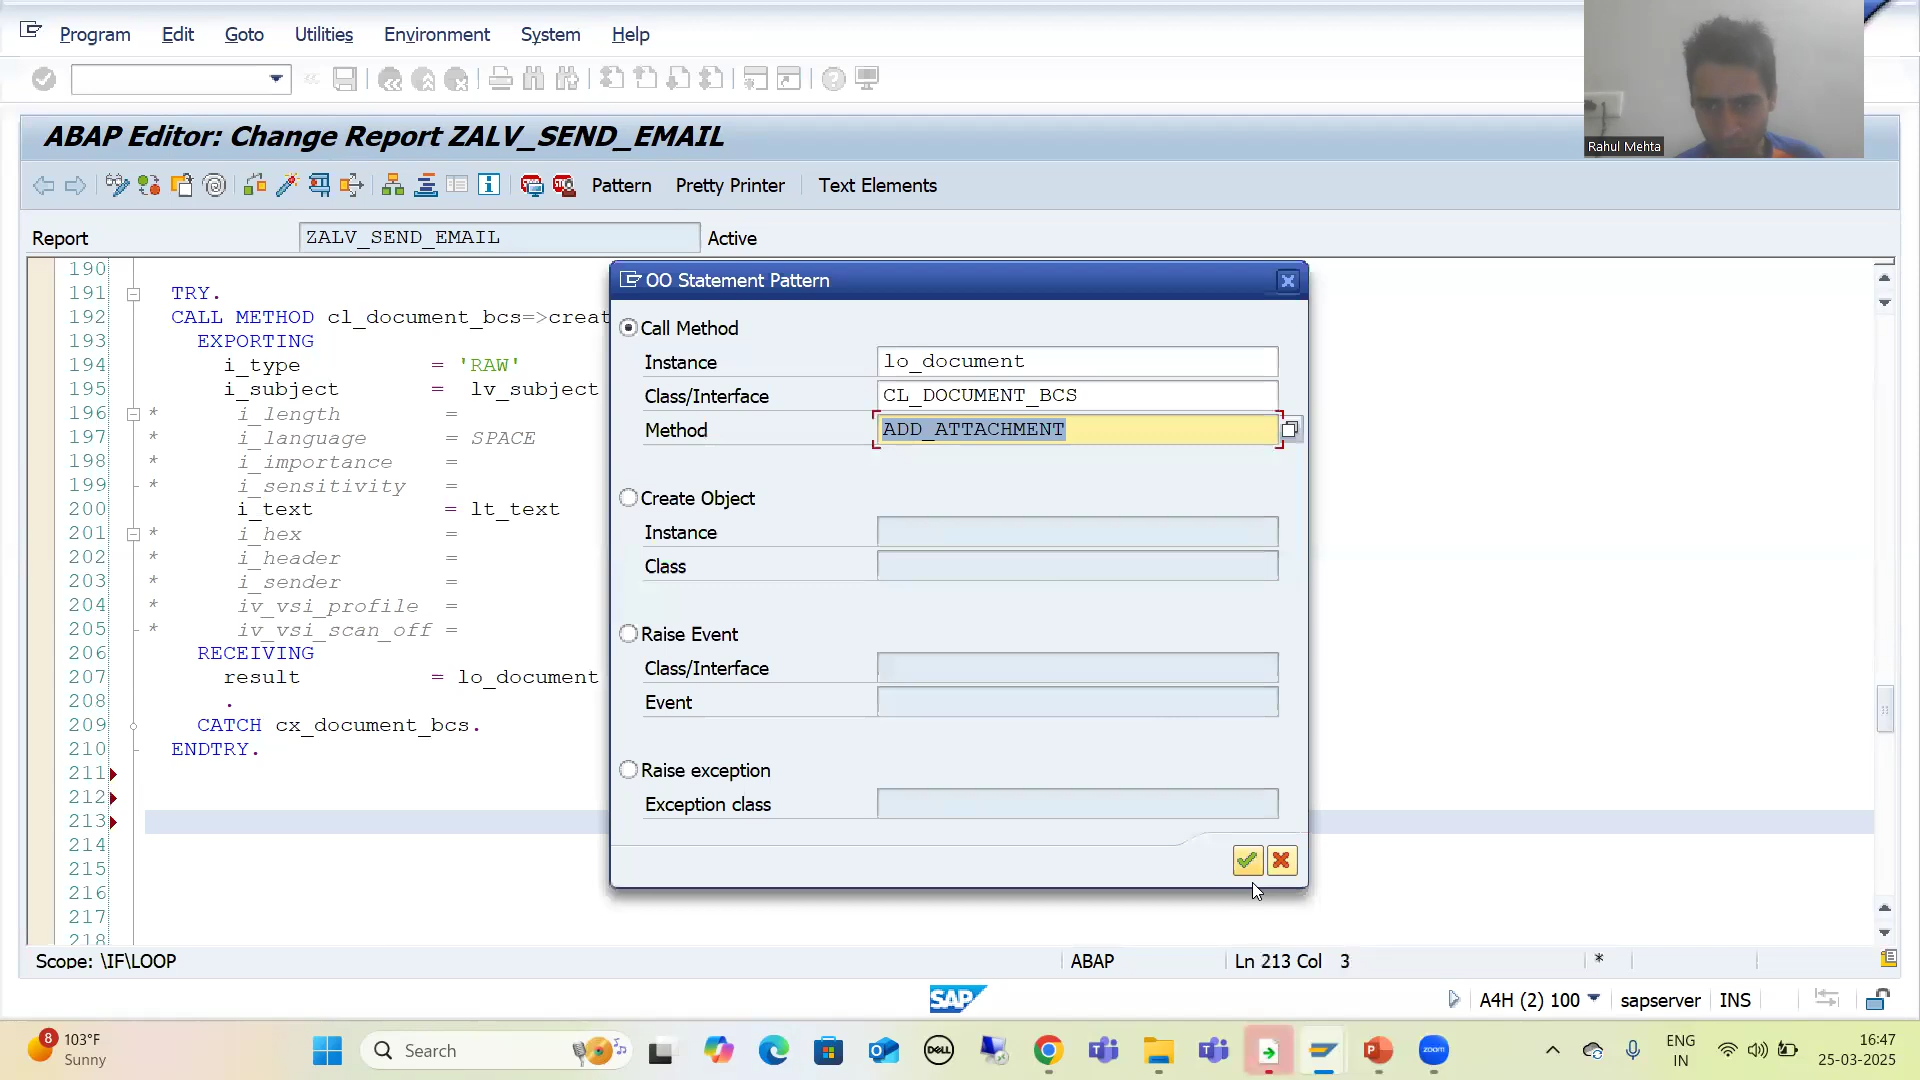 Program Edit Goto Utilities Environment System Help
Rahul Mehta
ABAP Editor: Change Report ZALV_SEND_EMAIL
Pattern Pretty Printer Text Elements
Report ZALV_SEND_EMAIL Active
190
191 TRY.
192 CALL METHOD cl_document_bcs=>creat
193 EXPORTING
194 i_type = 'RAW'
195 i_subject = lv_subject
196 * i_length =
197 * i_language = SPACE
198 * i_importance =
199 * i_sensitivity =
200 i_text = lt_text
201 * i_hex =
202 * i_header =
203 * i_sender =
204 * iv_vsi_profile =
205 * iv_vsi_scan_off =
206 RECEIVING
207 result = lo_document
208 .
209 CATCH cx_document_bcs.
210 ENDTRY.
211
212
213
214
215
216
217
218
OO Statement Pattern
Call Method
Instance lo_document
Class/Interface CL_DOCUMENT_BCS
Method ADD_ATTACHMENT
Create Object
Instance
Class
Raise Event
Class/Interface
Event
Raise exception
Exception class
Scope: \IF\LOOP ABAP Ln 213 Col 3 *
SAP A4H (2) 100 sapserver INS
8 103°F
Sunny
Search
DELL
zoom
ENG
IN
16:47
25-03-2025